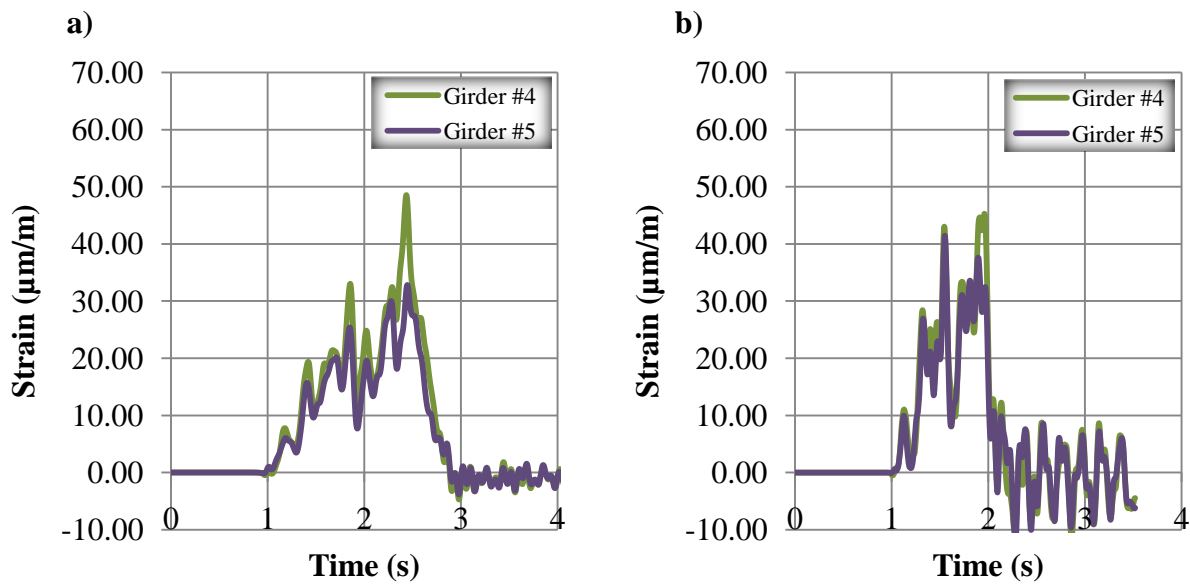 a)
70.00
60.00
50.00
40.00
30.00
20.00
10.00
0.00
-10.00
Strain (µm/m)
Girder #4
Girder #5
0 1 2 3 4
Time (s)
b)
70.00
60.00
50.00
40.00
30.00
20.00
10.00
0.00
-10.00
Strain (µm/m)
Girder #4
Girder #5
0 1 2 3 4
Time (s)